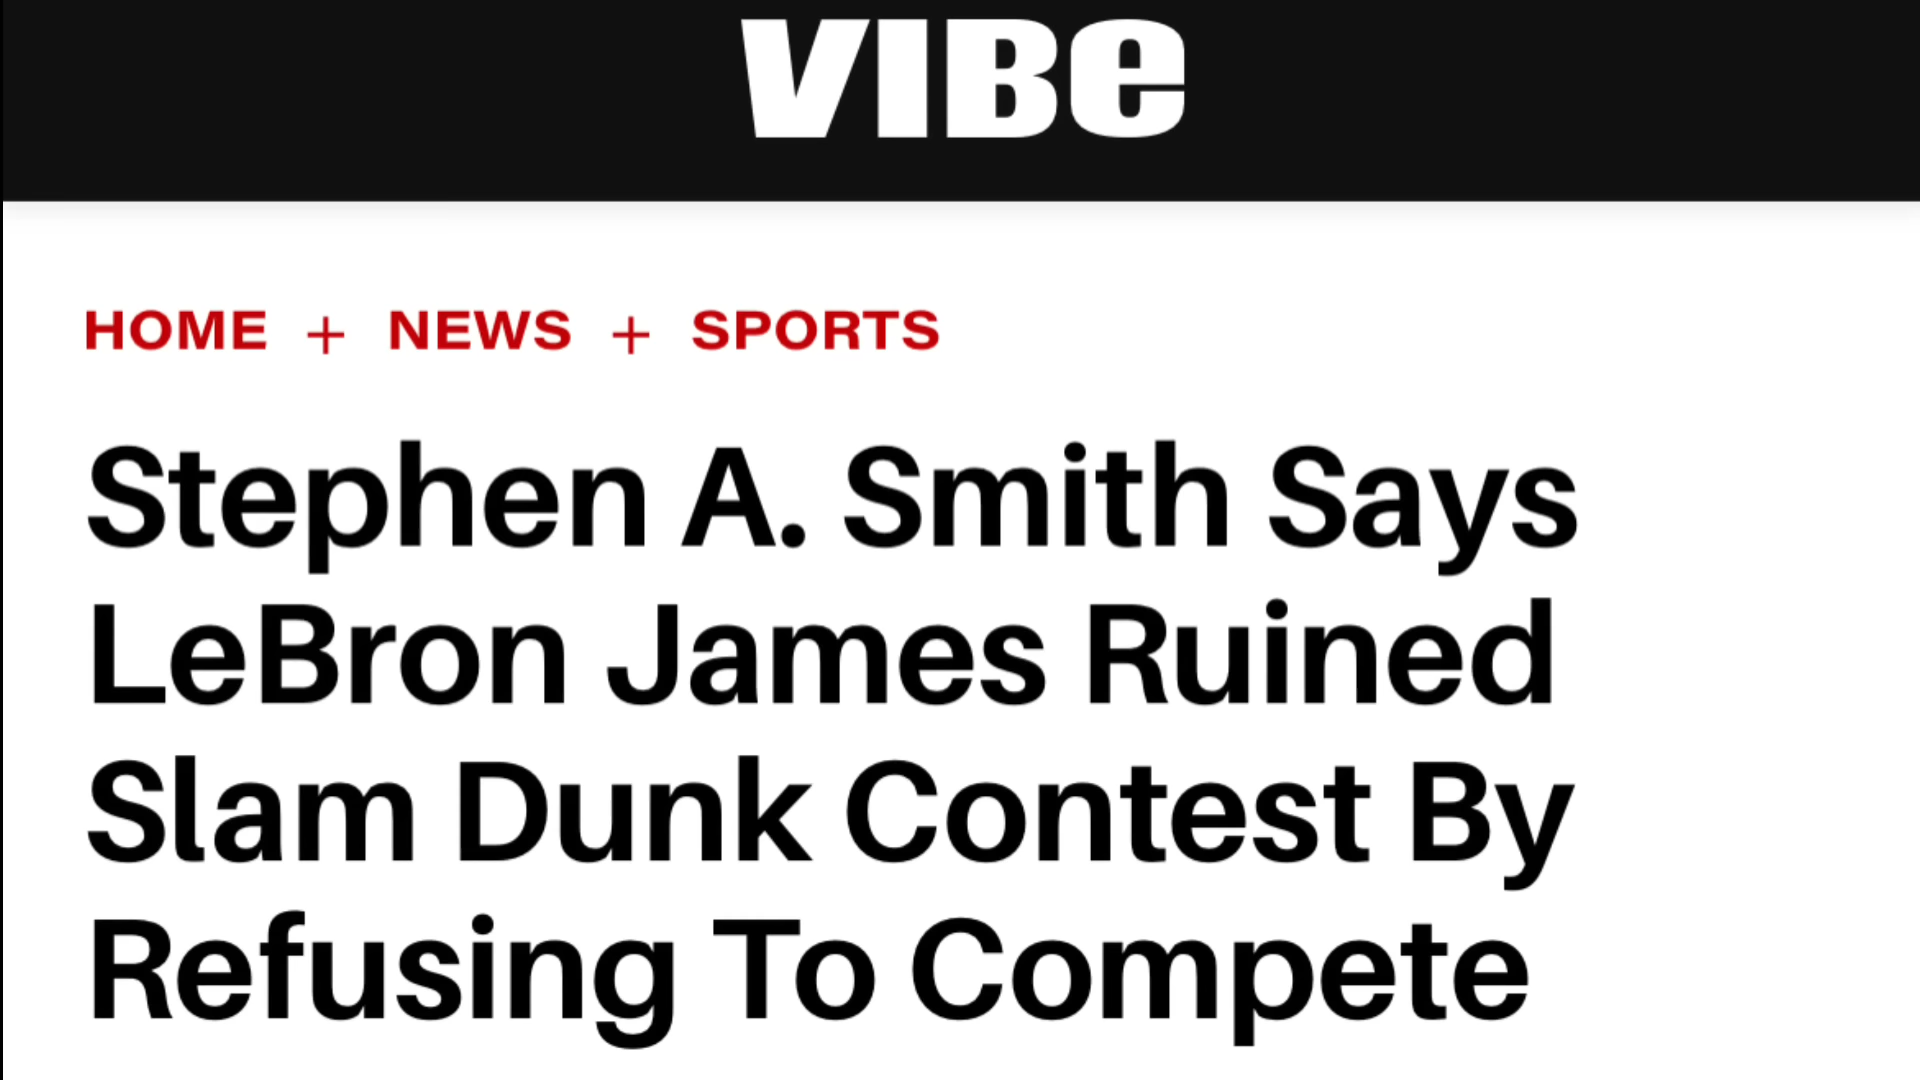 VIBE
HOME + NEWS + SPORTS
Stephen A. Smith Says
LeBron James Ruined
Slam Dunk Contest By
Refusing To Compete